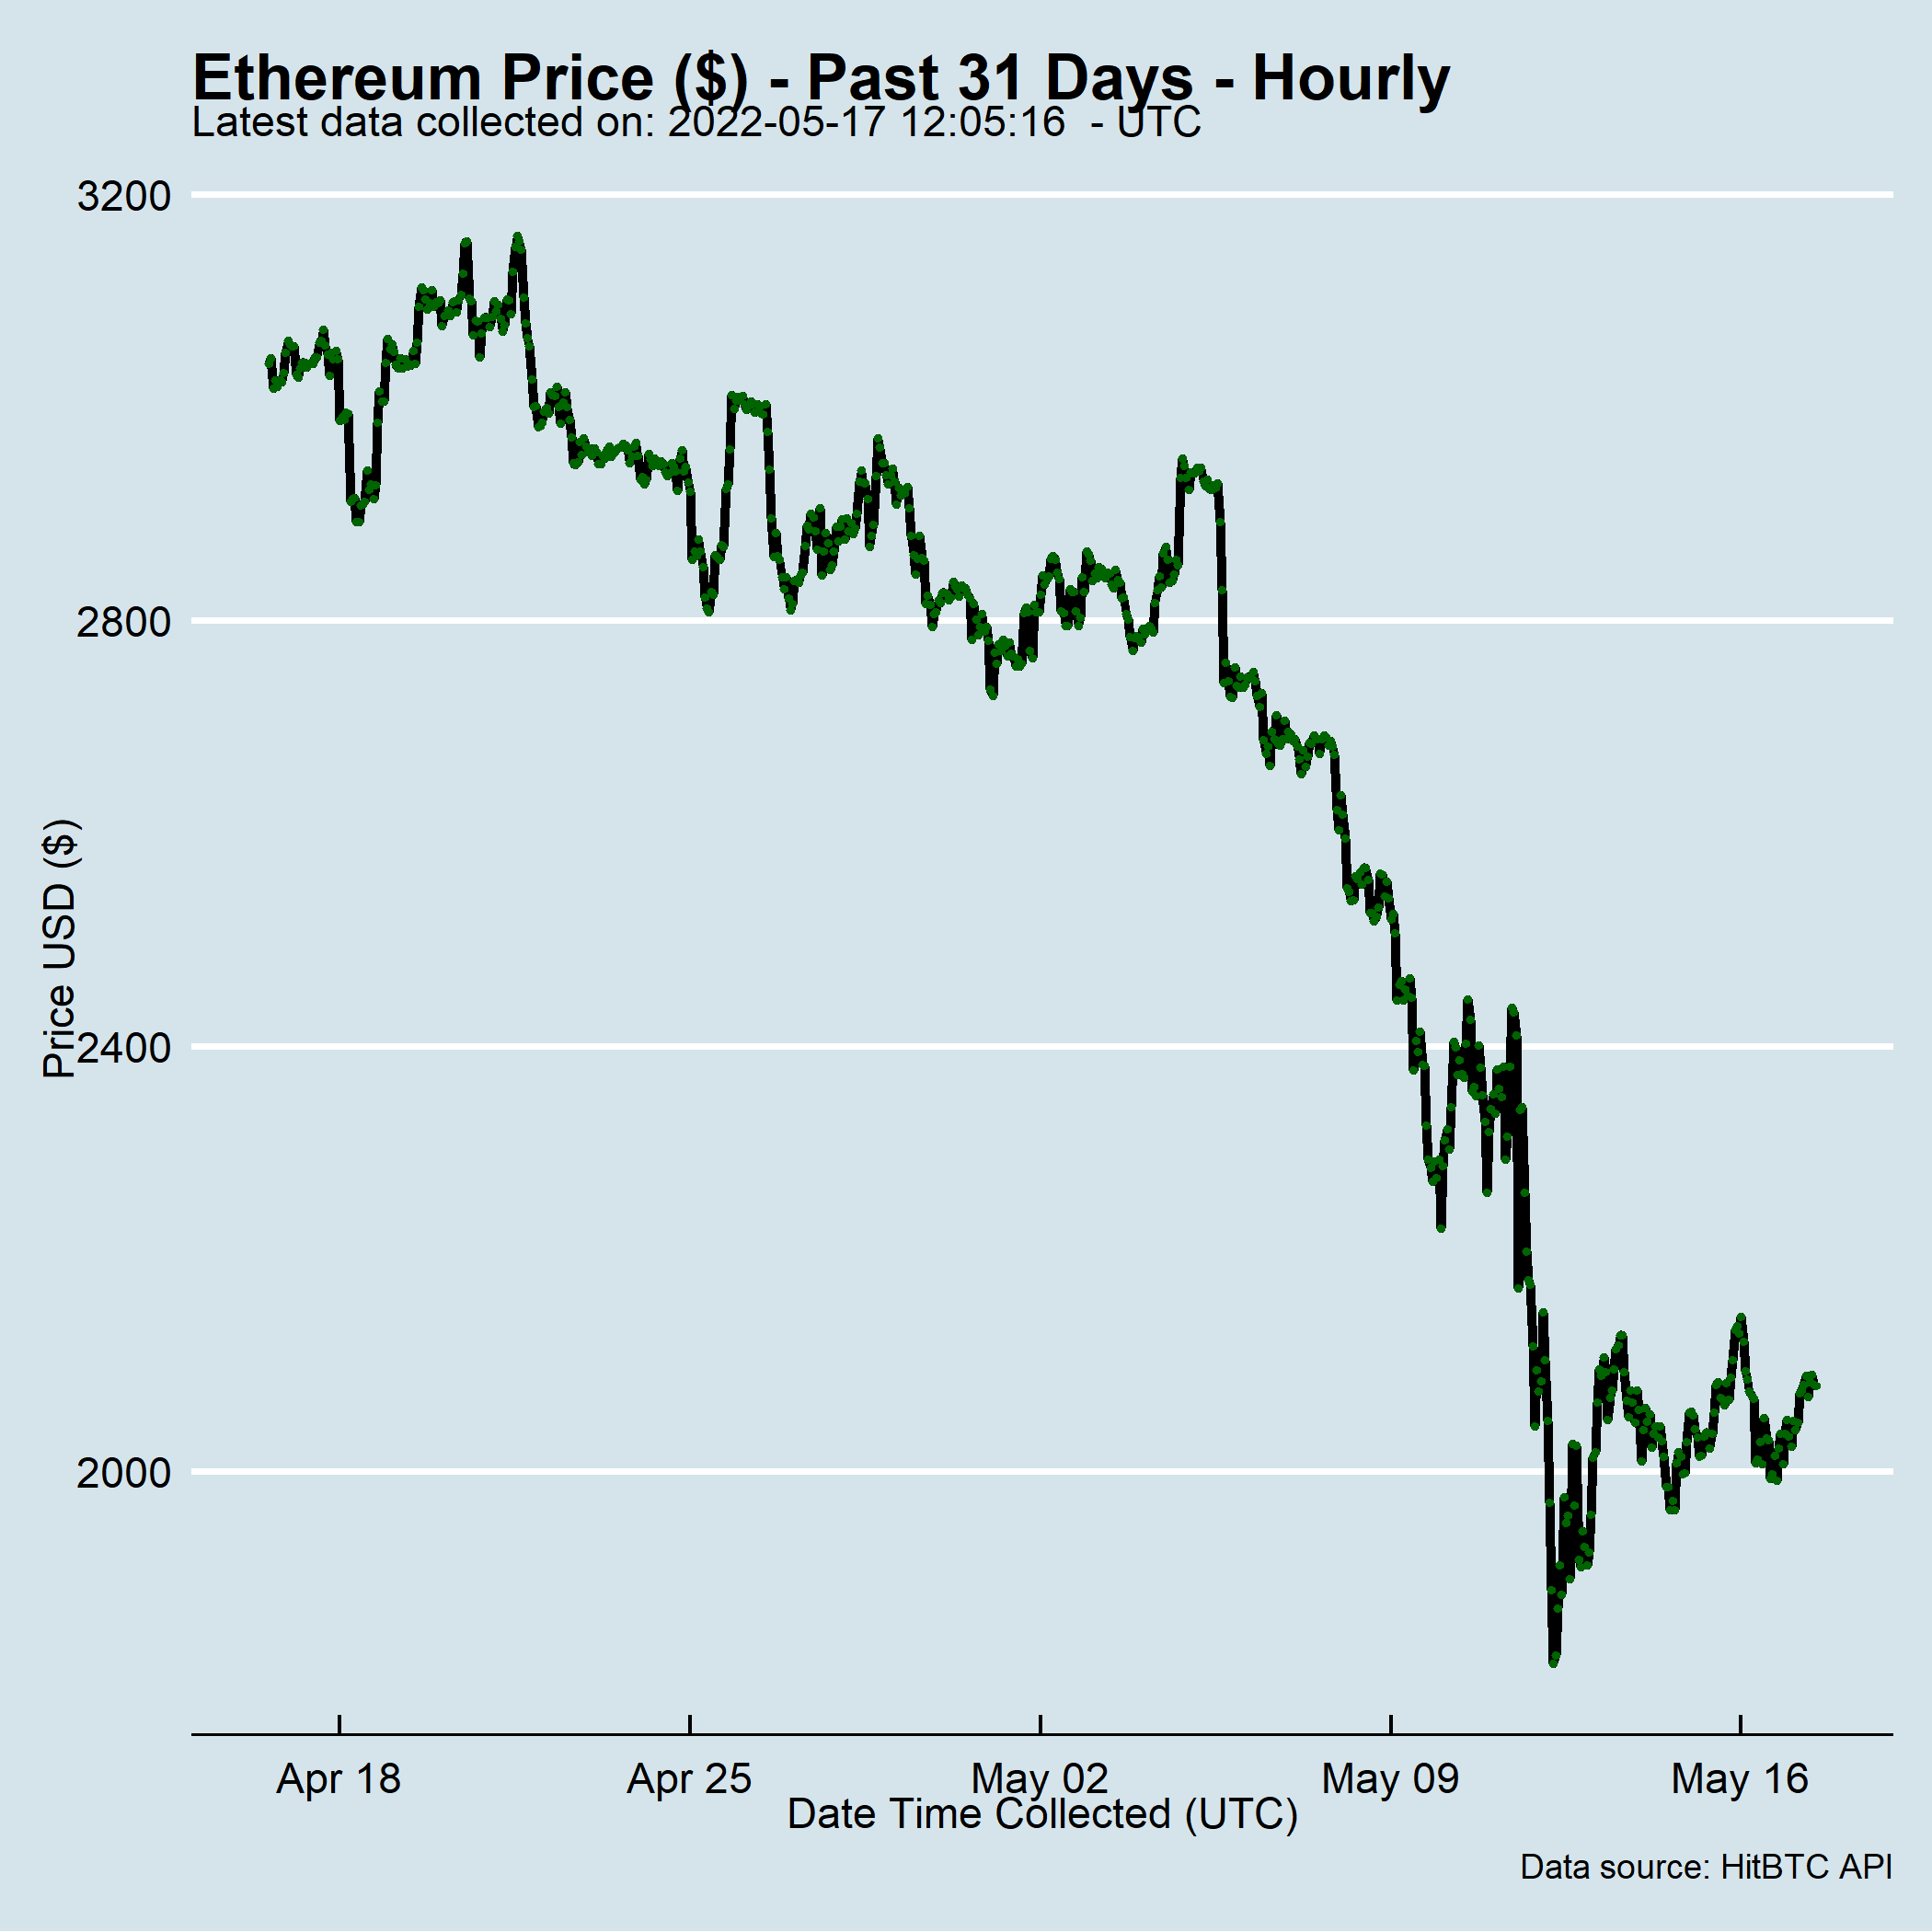 Ethereum Price ($) - Past 31 Days - Hourly
Latest data collected on: 2022-05-17 12:05:16  - UTC
3200
2800
2400
2000
Price USD ($)
Apr 18
Apr 25
May 02
May 09
May 16
Date Time Collected (UTC)
Data source: HitBTC API